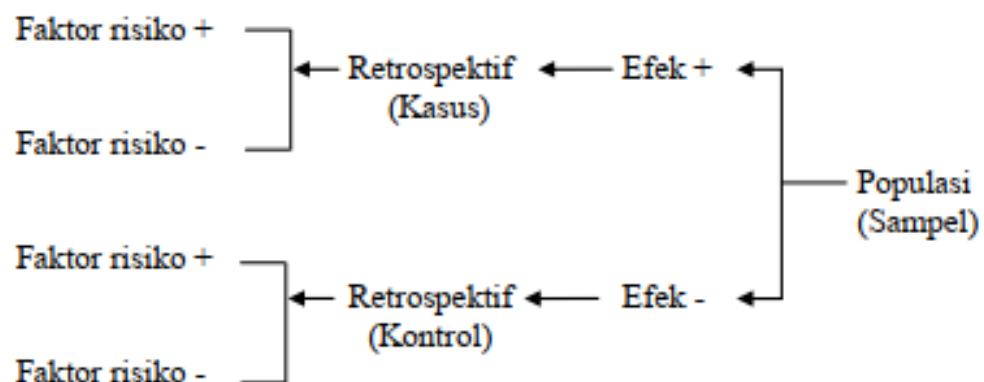 Faktor risiko +
Retrospektif
(Kasus)
Efek +
Faktor risiko -
Populasi
(Sampel)
Faktor risiko +
Retrospektif
(Kontrol)
Efek -
Faktor risiko -